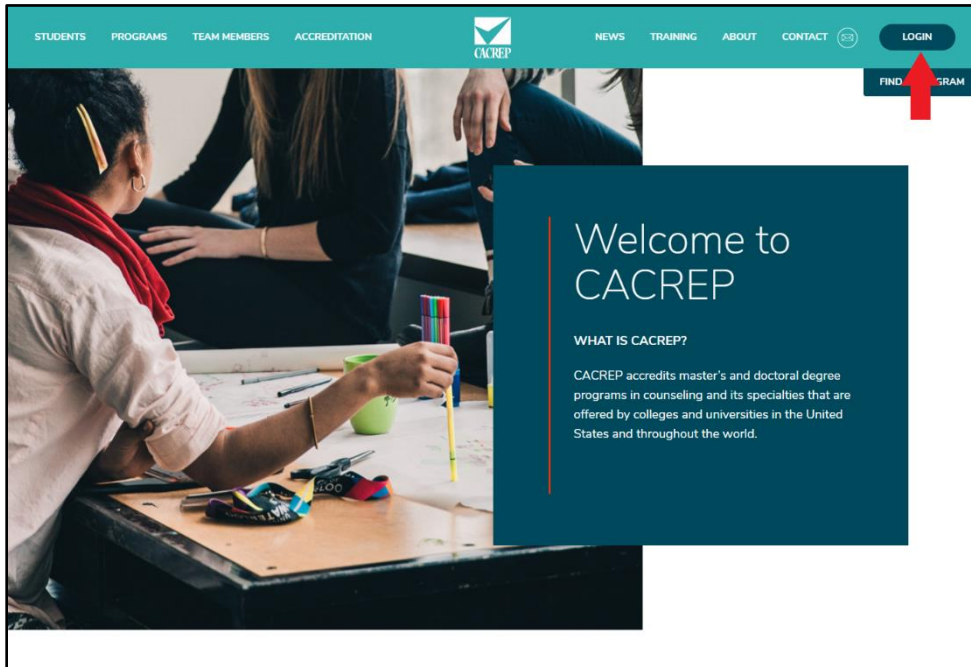 STUDENTS PROGRAMS TEAM MEMBERS ACCREDITATION CACREP NEWS TRAINING ABOUT CONTACT LOGIN
FIND GRAM
Welcome to
CACREP
WHAT IS CACREP?
CACREP accredits master's and doctoral degree
programs in counseling and its specialties that are
offered by colleges and universities in the United
States and throughout the world.